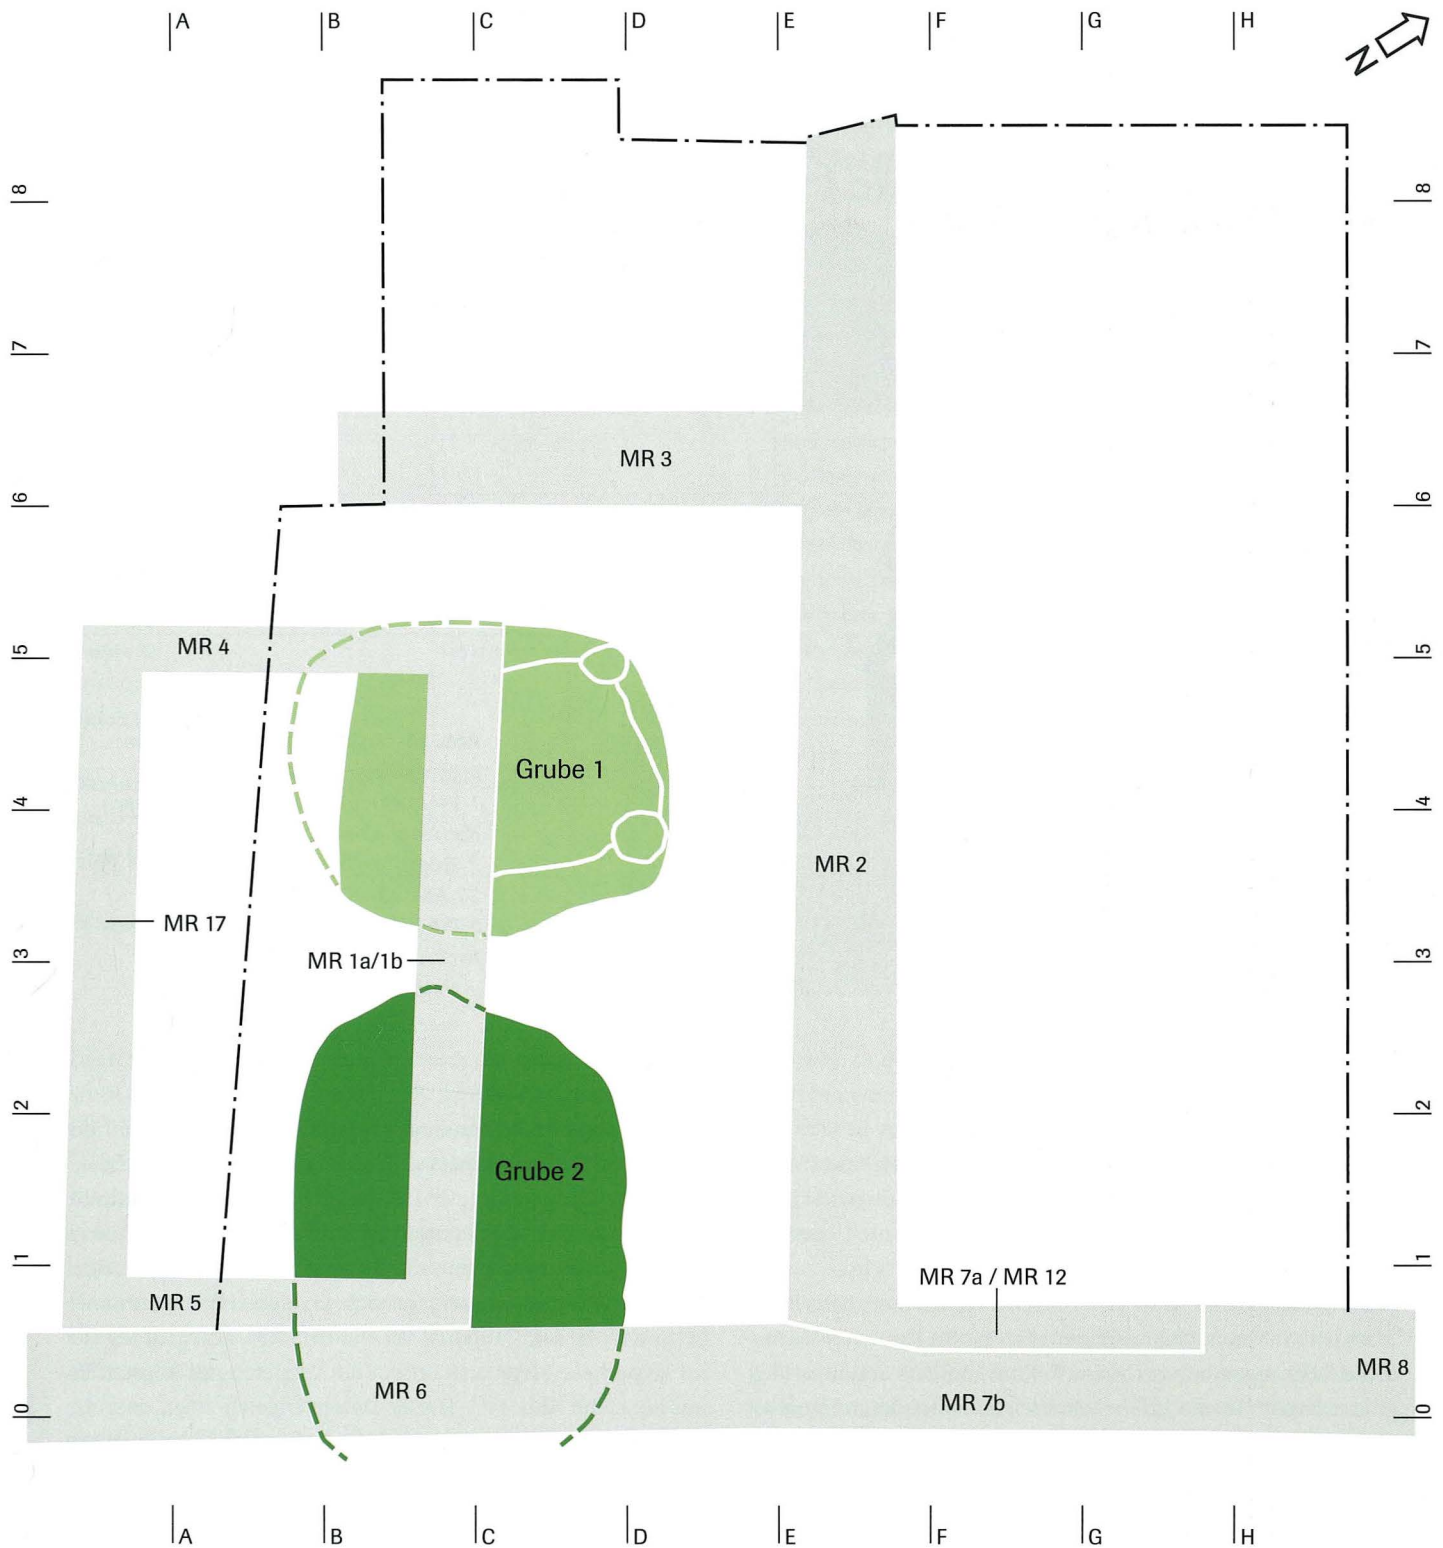 A B C D E F G H
N
8 8
7 7
MR 3
6 6
MR 4
5 5
Grube 1
4 4
MR 2
MR 17
3 3
MR 1a/1b
2 2
Grube 2
1 1
MR 7a / MR 12
MR 5
MR 8
MR 6
MR 7b
0 0
A B C D E F G H